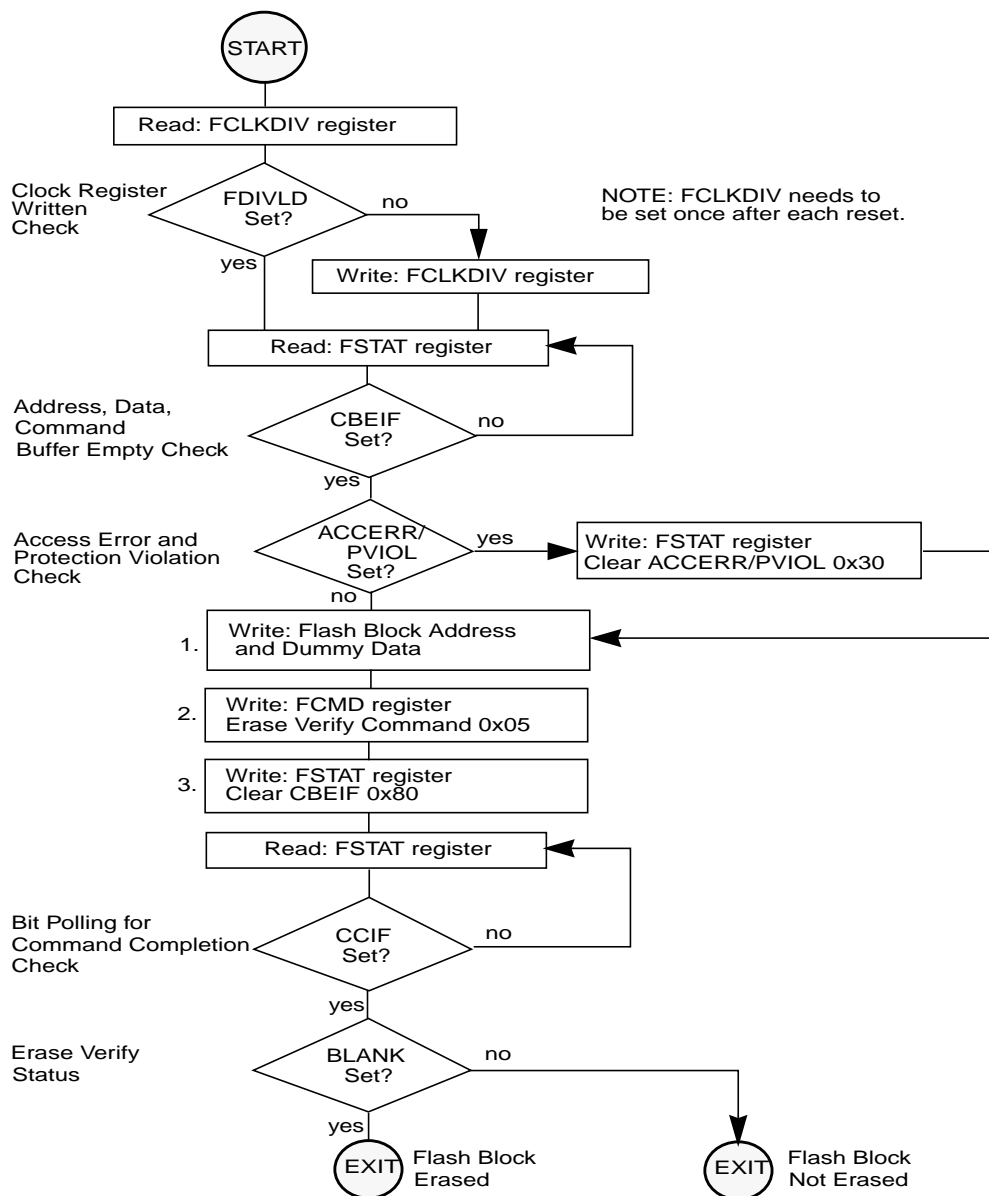 START
Read: FCLKDIV register
Clock Register
Written
Check
FDIVLD
Set?
no
yes
NOTE: FCLKDIV needs to
be set once after each reset.
Write: FCLKDIV register
Read: FSTAT register
Address, Data,
Command
Buffer Empty Check
CBEIF
Set?
no
yes
Access Error and
Protection Violation
Check
ACCERR/
PVIOL
Set?
yes
no
Write: FSTAT register
Clear ACCERR/PVIOL 0x30
1.
Write: Flash Block Address
and Dummy Data
2.
Write: FCMD register
Erase Verify Command 0x05
3.
Write: FSTAT register
Clear CBEIF 0x80
Read: FSTAT register
Bit Polling for
Command Completion
Check
CCIF
Set?
no
yes
Erase Verify
Status
BLANK
Set?
no
yes
EXIT
Flash Block
Erased
EXIT
Flash Block
Not Erased